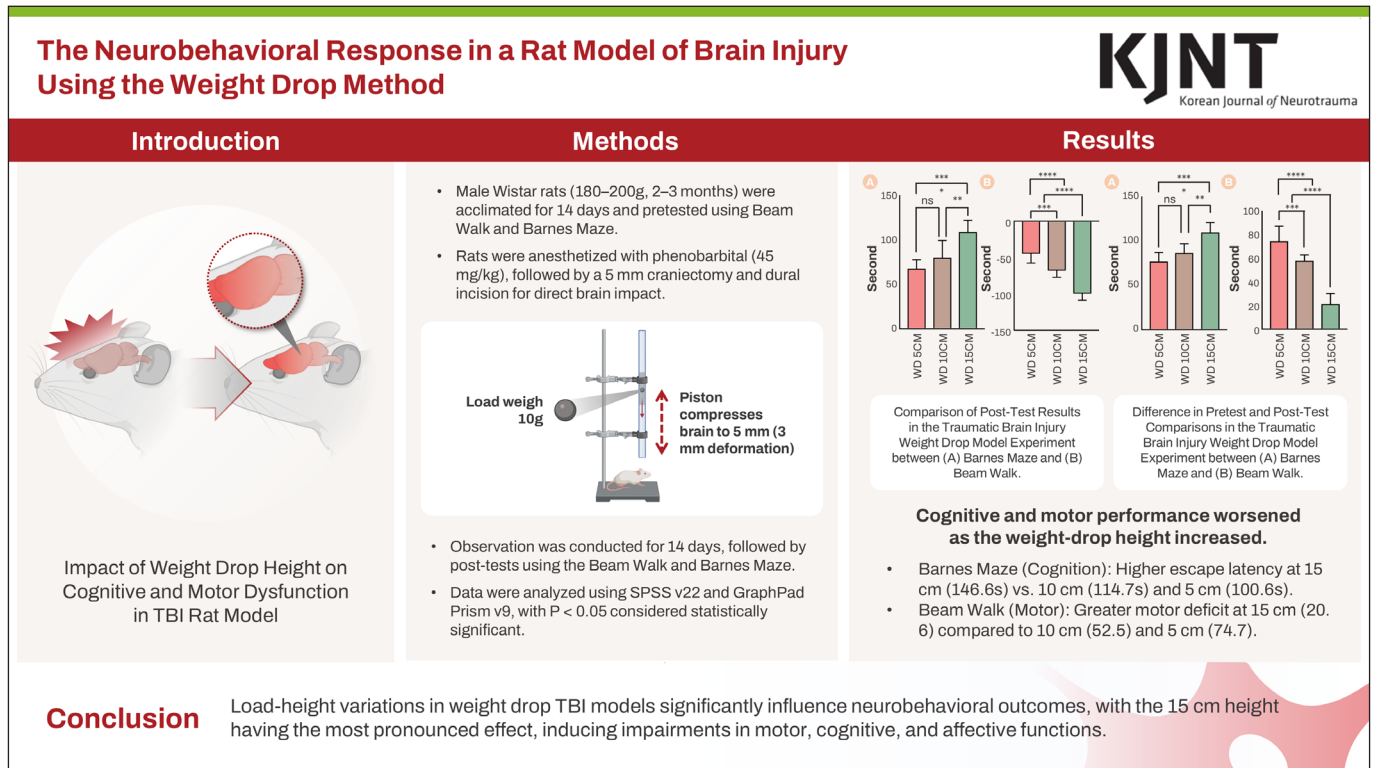 The Neurobehavioral Response in a Rat Model of Brain Injury
Using the Weight Drop Method
KJNT
Korean Journal of Neurotrauma
Introduction
Methods
Results
Impact of Weight Drop Height on
Cognitive and Motor Dysfunction
in TBI Rat Model
• Male Wistar rats (180–200g, 2–3 months) were
acclimated for 14 days and pretested using Beam
Walk and Barnes Maze.
• Rats were anesthetized with phenobarbital (45
mg/kg), followed by a 5 mm craniectomy and dural
incision for direct brain impact.
Load weigh
10g
Piston
compresses
brain to 5 mm (3
mm deformation)
• Observation was conducted for 14 days, followed by
post-tests using the Beam Walk and Barnes Maze.
• Data were analyzed using SPSS v22 and GraphPad
Prism v9, with P < 0.05 considered statistically
significant.
A
Second
150
100
50
0
***
*
ns
**
WD 5CM
WD 10CM
WD 15CM
B
Second
0
-50
-100
-150
****
****
***
WD 5CM
WD 10CM
WD 15CM
A
Second
150
100
50
0
***
*
ns
**
WD 5CM
WD 10CM
WD 15CM
B
Second
100
80
60
40
20
0
****
****
***
WD 5CM
WD 10CM
WD 15CM
Comparison of Post-Test Results
in the Traumatic Brain Injury
Weight Drop Model Experiment
between (A) Barnes Maze and (B)
Beam Walk.
Difference in Pretest and Post-Test
Comparisons in the Traumatic
Brain Injury Weight Drop Model
Experiment between (A) Barnes
Maze and (B) Beam Walk.
Cognitive and motor performance worsened
as the weight-drop height increased.
• Barnes Maze (Cognition): Higher escape latency at 15
cm (146.6s) vs. 10 cm (114.7s) and 5 cm (100.6s).
• Beam Walk (Motor): Greater motor deficit at 15 cm (20.
6) compared to 10 cm (52.5) and 5 cm (74.7).
Conclusion
Load-height variations in weight drop TBI models significantly influence neurobehavioral outcomes, with the 15 cm height
having the most pronounced effect, inducing impairments in motor, cognitive, and affective functions.